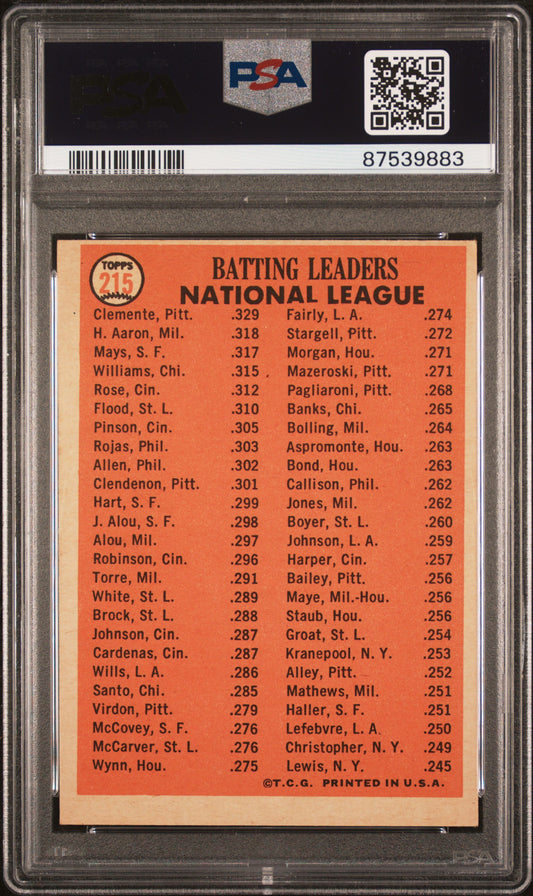 PSA
PSA
87539883
TOPPS
215
BATTING LEADERS
NATIONAL LEAGUE
Clemente, Pitt. .329 Fairly, L. A. .274
H. Aaron, Mil. .318 Stargell, Pitt. .272
Mays, S. F. .317 Morgan, Hou. .271
Williams, Chi. .315 Mazeroski, Pitt. .271
Rose, Cin. .312 Pagliaroni, Pitt. .268
Flood, St. L. .310 Banks, Chi. .265
Pinson, Cin. .305 Bolling, Mil. .264
Rojas, Phil. .303 Aspromonte, Hou. .263
Allen, Phil. .302 Bond, Hou. .263
Clendenon, Pitt. .301 Callison, Phil. .262
Hart, S. F. .299 Jones, Mil. .262
J. Alou, S. F. .298 Boyer, St. L. .260
Alou, Mil. .297 Johnson, L. A. .259
Robinson, Cin. .296 Harper, Cin. .257
Torre, Mil. .291 Bailey, Pitt. .256
White, St. L. .289 Maye, Mil.-Hou. .256
Brock, St. L. .288 Staub, Hou. .256
Johnson, Cin. .287 Groat, St. L. .254
Cardenas, Cin. .287 Kranepool, N. Y. .253
Wills, L. A. .286 Alley, Pitt. .252
Santo, Chi. .285 Mathews, Mil. .251
Virdon, Pitt. .279 Haller, S. F. .251
McCovey, S. F. .276 Lefebvre, L. A. .250
McCarver, St. L. .276 Christopher, N. Y. .249
Wynn, Hou. .275 Lewis, N. Y. .245
©T.C.G. PRINTED IN U.S.A.
PSA